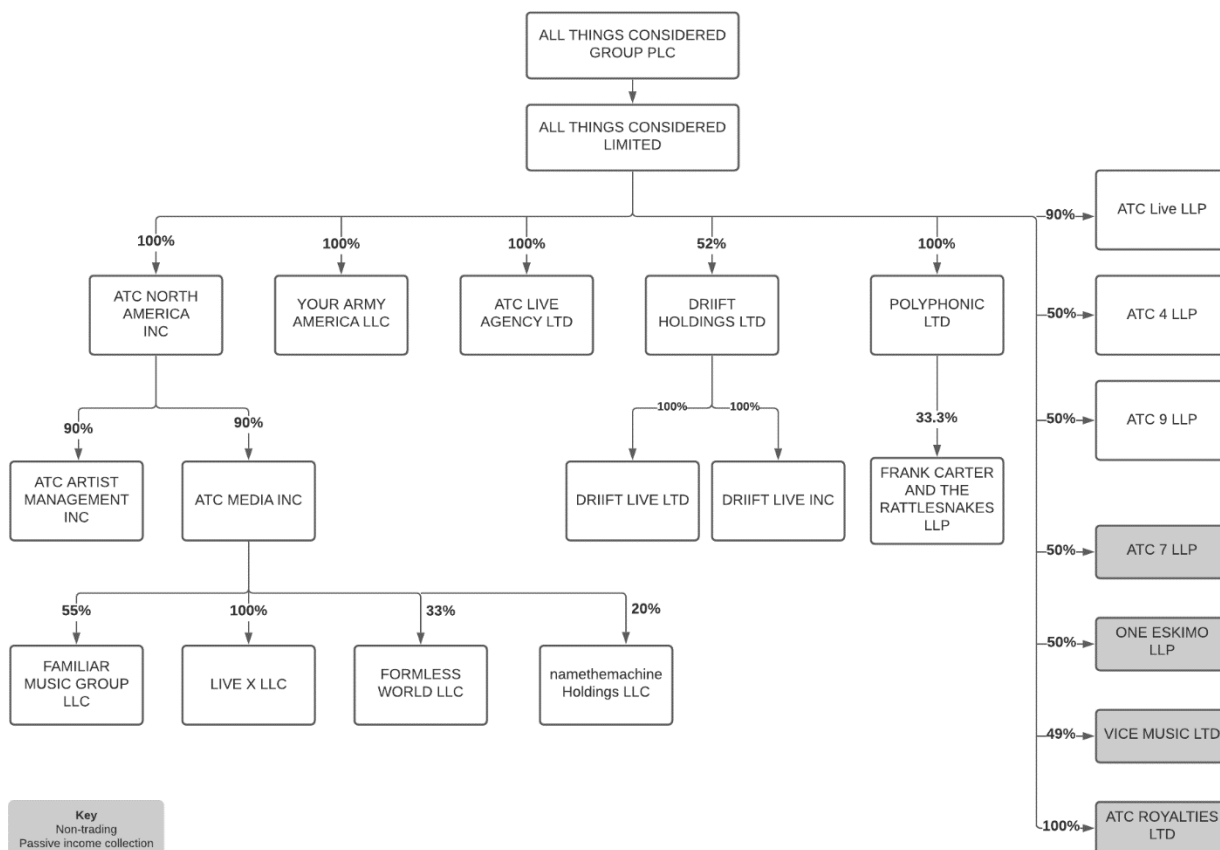 ALL THINGS CONSIDERED
GROUP PLC
ALL THINGS CONSIDERED
LIMITED
90%
ATC Live LLP
100%
100%
100%
52%
100%
ATC NORTH
AMERICA
INC
YOUR ARMY
AMERICA LLC
ATC LIVE
AGENCY LTD
DRIIFT
HOLDINGS LTD
POLYPHONIC
LTD
50%
ATC 4 LLP
100%
100%
33.3%
50%
ATC 9 LLP
90%
90%
ATC ARTIST
MANAGEMENT
INC
ATC MEDIA INC
DRIIFT LIVE LTD
DRIIFT LIVE INC
FRANK CARTER
AND THE
RATTLESNAKES
LLP
50%
ATC 7 LLP
55%
100%
33%
20%
50%
ONE ESKIMO
LLP
FAMILIAR
MUSIC GROUP
LLC
LIVE X LLC
FORMLESS
WORLD LLC
namethemachine
Holdings LLC
49%
VICE MUSIC LTD
100%
ATC ROYALTIES
LTD
Key
Non-trading
Passive income collection